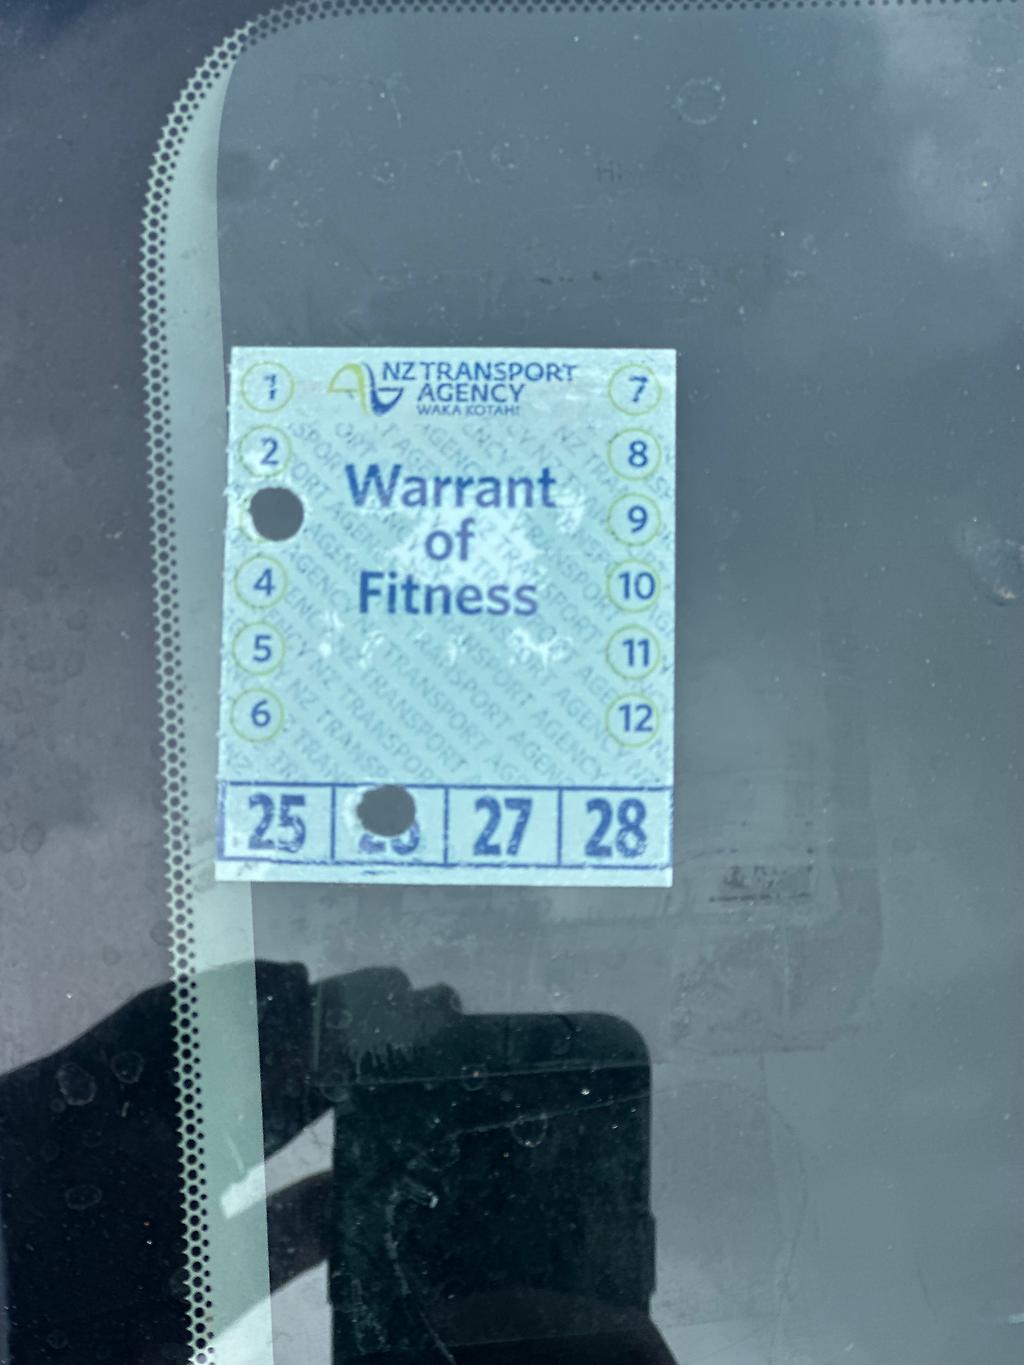 1
NZ TRANSPORT
AGENCY
WAKA KOTAHI
7
2
8
Warrant
of
Fitness
9
4
10
5
11
6
12
25
26
27
28